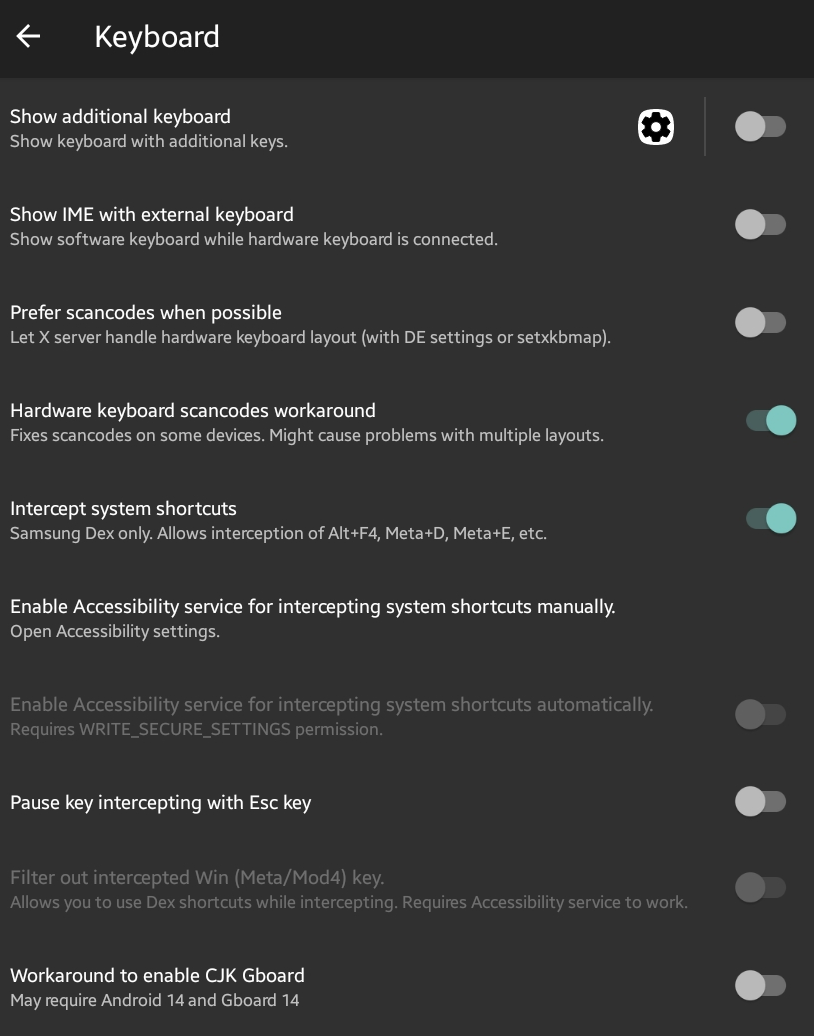 Keyboard
Show additional keyboard
Show keyboard with additional keys.
Show IME with external keyboard
Show software keyboard while hardware keyboard is connected.
Prefer scancodes when possible
Let X server handle hardware keyboard layout (with DE settings or setxkbmap).
Hardware keyboard scancodes workaround
Fixes scancodes on some devices. Might cause problems with multiple layouts.
Intercept system shortcuts
Samsung Dex only. Allows interception of Alt+F4, Meta+D, Meta+E, etc.
Enable Accessibility service for intercepting system shortcuts manually.
Open Accessibility settings.
Enable Accessibility service for intercepting system shortcuts automatically.
Requires WRITE_SECURE_SETTINGS permission.
Pause key intercepting with Esc key
Filter out intercepted Win (Meta/Mod4) key.
Allows you to use Dex shortcuts while intercepting. Requires Accessibility service to work.
Workaround to enable CJK Gboard
May require Android 14 and Gboard 14